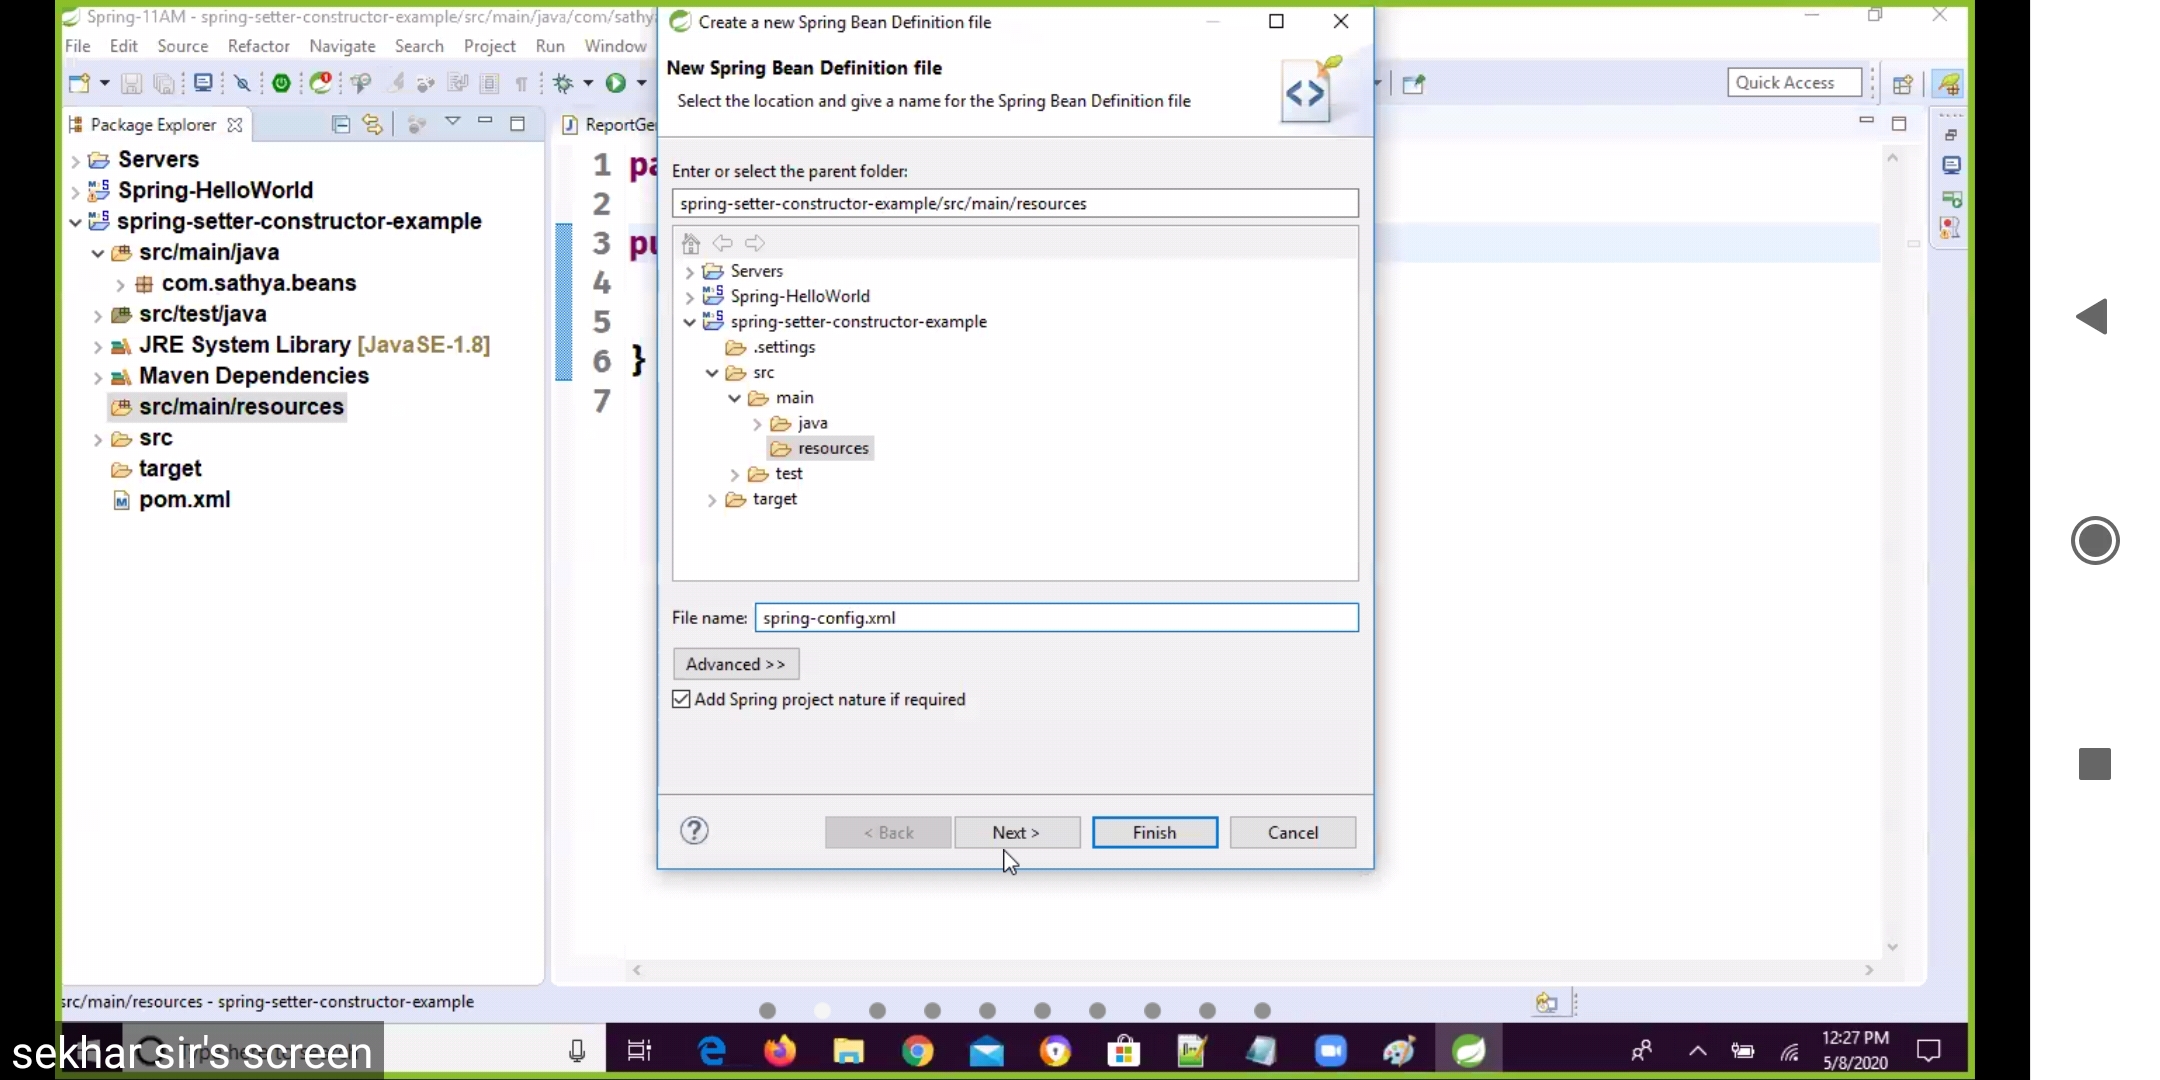 Spring-11AM - spring-setter-constructor-example/src/main/java/com/sathya
File Edit Source Refactor Navigate Search Project Run Window
Quick Access
Package Explorer
Servers
Spring-HelloWorld
spring-setter-constructor-example
src/main/java
com.sathya.beans
src/test/java
JRE System Library [JavaSE-1.8]
Maven Dependencies
src/main/resources
src
target
pom.xml
ReportGe
1 pa
2
3 pu
4
5
6 }
7
Create a new Spring Bean Definition file
New Spring Bean Definition file
Select the location and give a name for the Spring Bean Definition file
Enter or select the parent folder:
spring-setter-constructor-example/src/main/resources
Servers
Spring-HelloWorld
spring-setter-constructor-example
.settings
src
main
java
resources
test
target
File name: spring-config.xml
Advanced >>
Add Spring project nature if required
< Back Next > Finish Cancel
src/main/resources - spring-setter-constructor-example
sekhar sir's screen
12:27 PM
5/8/2020